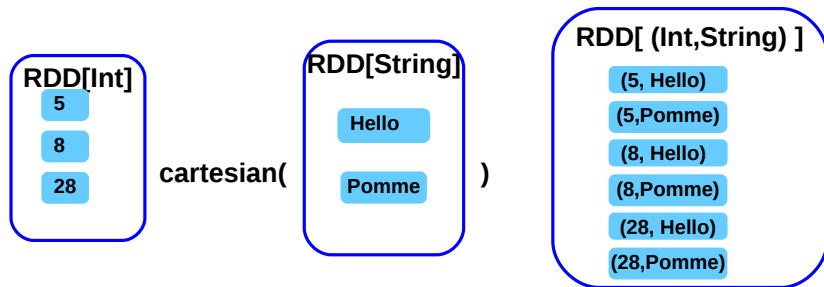 RDD[Int]
5
8
28
cartesian(
RDD[String]
Hello
Pomme
)
RDD[ (Int,String) ]
(5, Hello)
(5,Pomme)
(8, Hello)
(8,Pomme)
(28, Hello)
(28,Pomme)